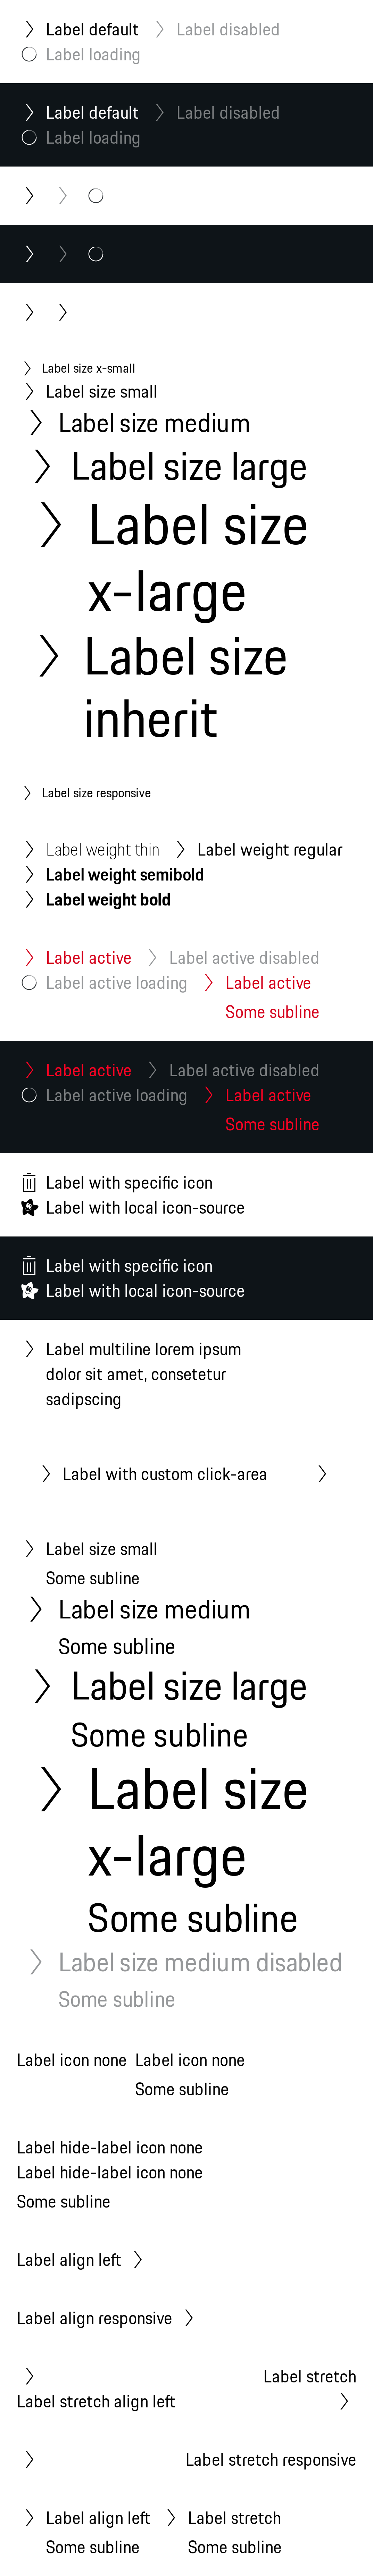 Label default Label disabled
Label loading
Label default Label disabled
Label loading
Label size x-small
Label size small
Label size medium
Label size large
Label size
x-large
Label size
inherit
Label size responsive
Label weight thin Label weight regular
Label weight semibold
Label weight bold
Label active Label active disabled
Label active loading Label active
Some subline
Label active Label active disabled
Label active loading Label active
Some subline
Label with specific icon
Label with local icon-source
Label with specific icon
Label with local icon-source
Label multiline lorem ipsum
dolor sit amet, consetetur
sadipscing
Label with custom click-area
Label size small
Some subline
Label size medium
Some subline
Label size large
Some subline
Label size
x-large
Some subline
Label size medium disabled
Some subline
Label icon none Label icon none
Some subline
Label hide-label icon none
Label hide-label icon none
Some subline
Label align left
Label align responsive
Label stretch
Label stretch align left
Label stretch responsive
Label align left Label stretch
Some subline Some subline